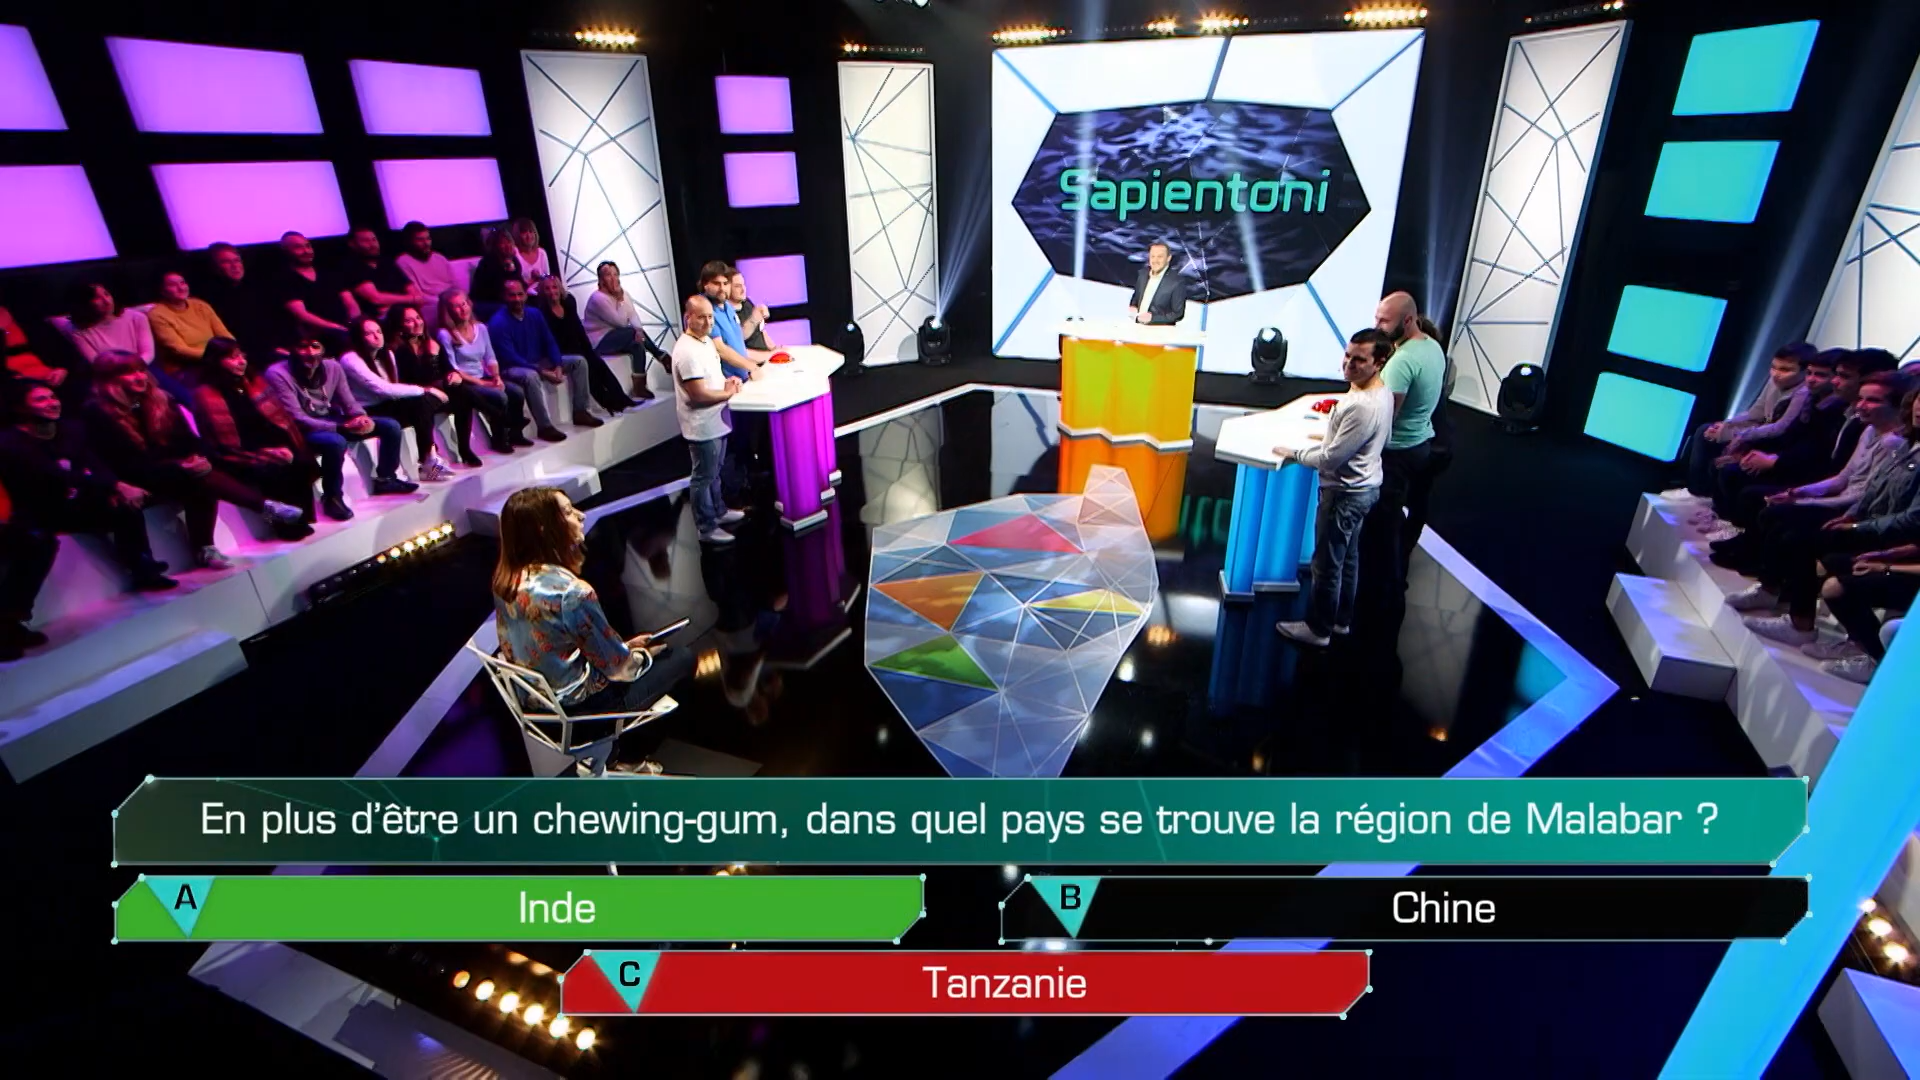 Sapientoni
En plus d'être un chewing-gum, dans quel pays se trouve la région de Malabar ?
A Inde
B Chine
C Tanzanie